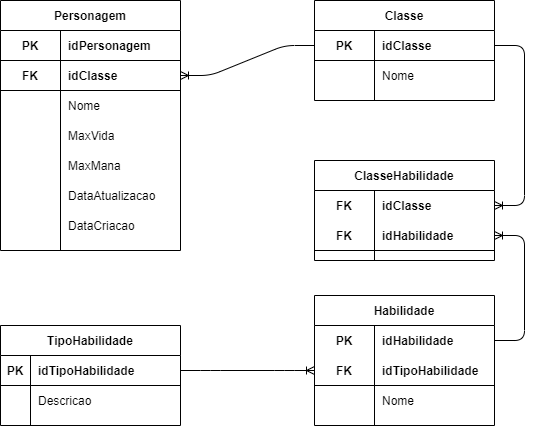 Personagem
PK idPersonagem
FK idClasse
Nome
MaxVida
MaxMana
DataAtualizacao
DataCriacao
Classe
PK idClasse
Nome
ClasseHabilidade
FK idClasse
FK idHabilidade
TipoHabilidade
PK idTipoHabilidade
Descricao
Habilidade
PK idHabilidade
FK idTipoHabilidade
Nome